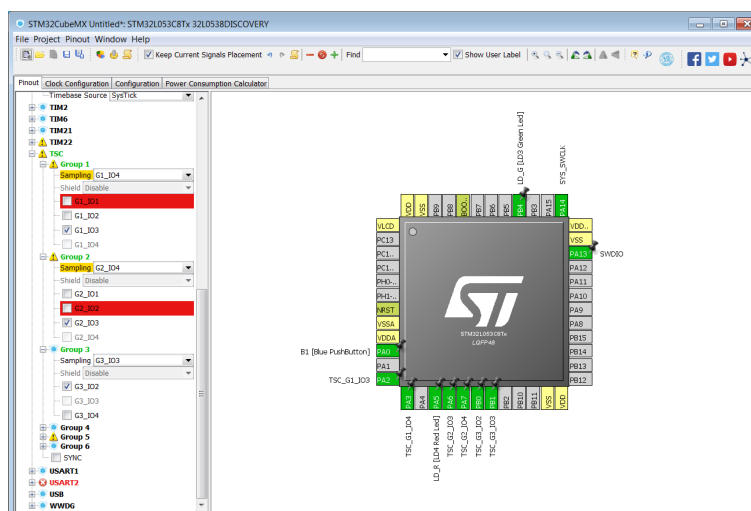 STM32CubeMX Untitled*: STM32L053C8Tx 32L0538DISCOVERY
File Project Pinout Window Help
Keep Current Signals Placement
Find
Show User Label
Pinout Clock Configuration Configuration Power Consumption Calculator
Timebase Source SysTick
TIM2
TIM6
TIM21
TIM22
TSC
Group 1
Sampling G1_IO4
Shield Disable
G1_IO1
G1_IO2
G1_IO3
G1_IO4
Group 2
Sampling G2_IO4
Shield Disable
G2_IO1
G2_IO2
G2_IO3
G2_IO4
Group 3
Sampling G3_IO3
Shield Disable
G3_IO2
G3_IO3
G3_IO4
Group 4
Group 5
Group 6
SYNC
USART1
USART2
USB
WWDG
LD_G [LD3 Green Led]
SYS_SWCLK
VDD
VSS
PB9
PB8
BOO..
PB7
PB6
PB5
PB4
PB3
PA15
PA14
VLCD
PC13
PC1..
PC1..
PH0-..
PH1-..
NRST
VSSA
VDDA
B1 [Blue PushButton] PA0
PA1
TSC_G1_IO3 PA2
VDD..
VSS
PA13 SWDIO
PA12
PA11
PA10
PA9
PA8
PB15
PB14
PB13
PB12
STM32L053C8Tx
LQFP48
PA3
PA4
PA5
PA6
PA7
PB0
PB1
PB2
PB10
PB11
VSS
VDD
TSC_G1_IO4
LD_R [LD4 Red Led]
TSC_G2_IO3
TSC_G2_IO4
TSC_G3_IO2
TSC_G3_IO3